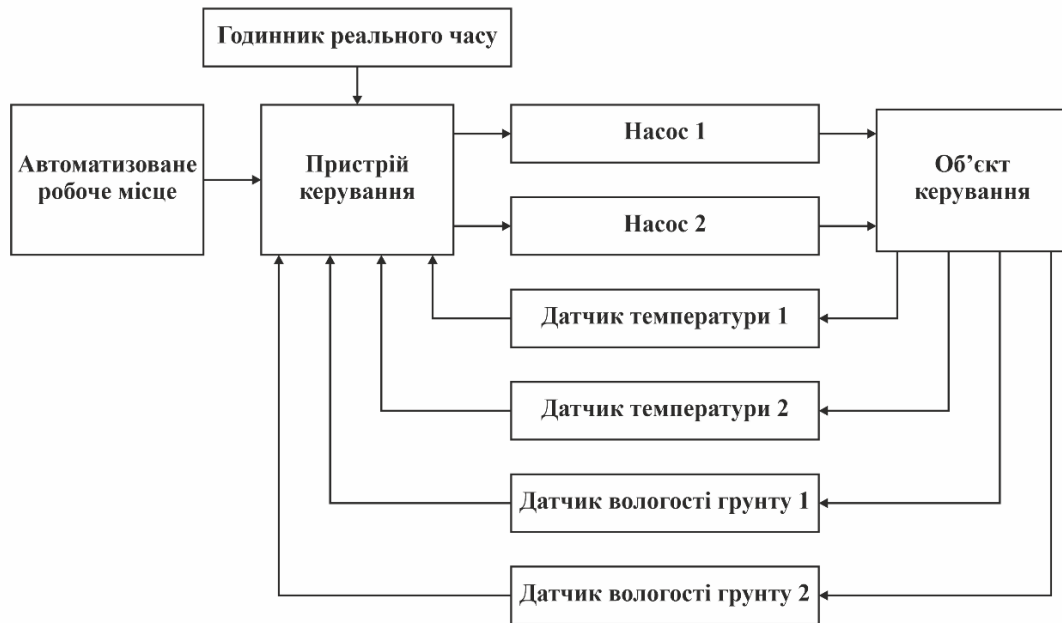 Годинник реального часу
Автоматизоване
робоче місце
Пристрій
керування
Насос 1
Об’єкт
керування
Насос 2
Датчик температури 1
Датчик температури 2
Датчик вологості грунту 1
Датчик вологості грунту 2